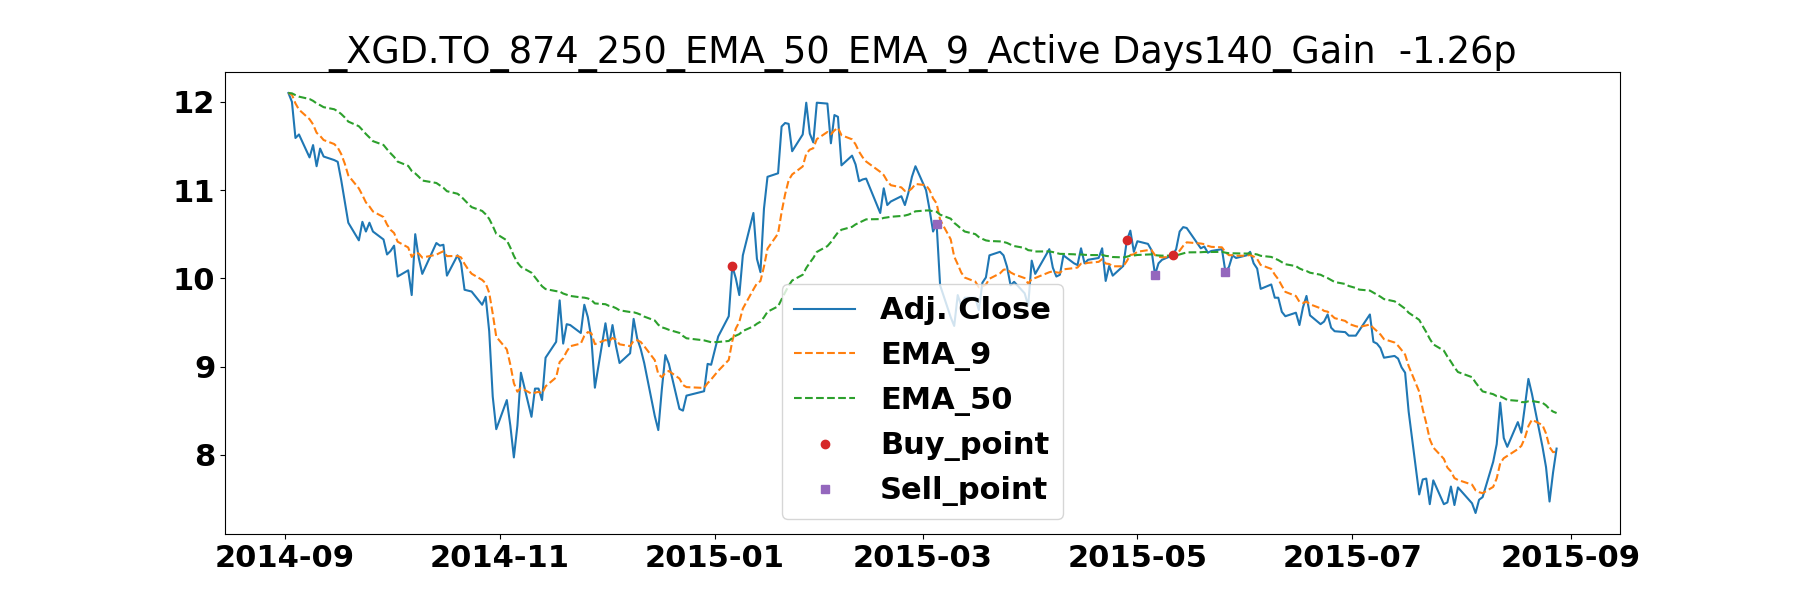 _XGD.TO_874_250_EMA_50_EMA_9_Active Days140_Gain  -1.26p
12
11
10
9
8
Adj. Close
EMA_9
EMA_50
Buy_point
Sell_point
2014-09 2014-11 2015-01 2015-03 2015-05 2015-07 2015-09